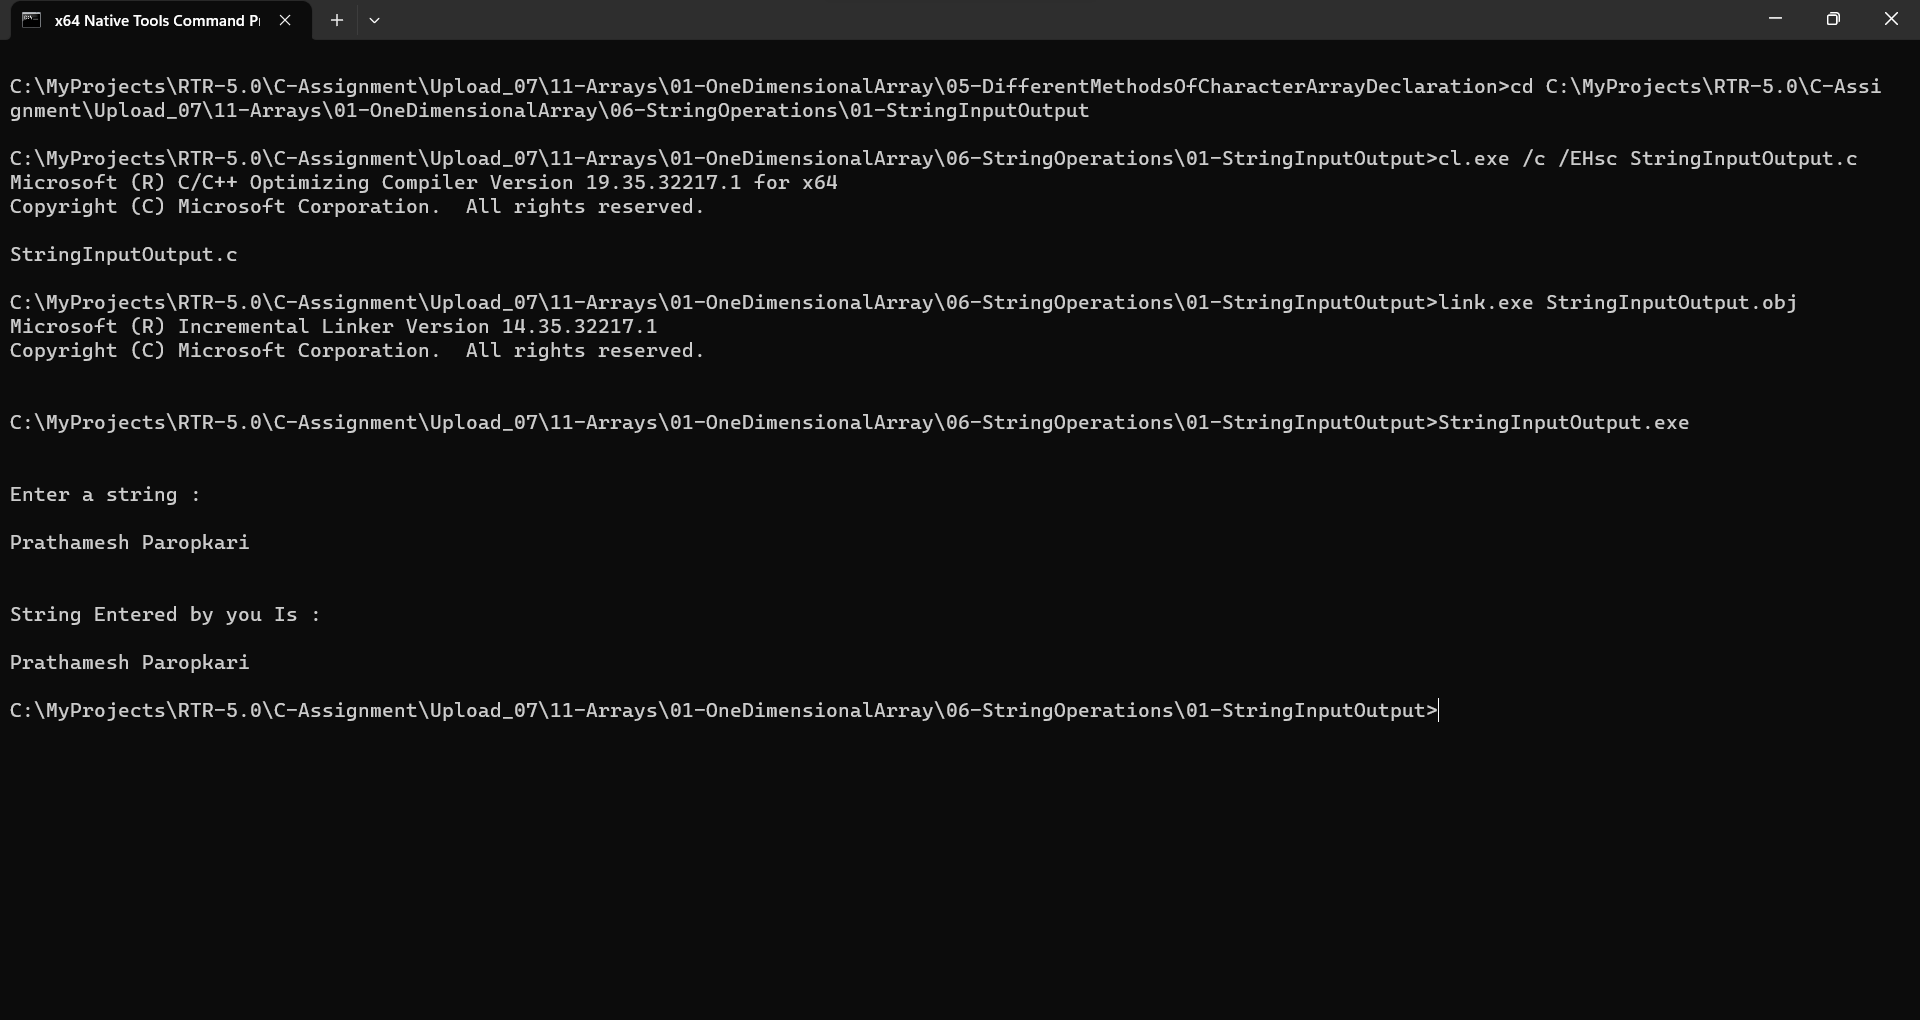 x64 Native Tools Command P
C:\MyProjects\RTR-5.0\C-Assignment\Upload_07\11-Arrays\01-OneDimensionalArray\05-DifferentMethodsOfCharacterArrayDeclaration>cd C:\MyProjects\RTR-5.0\C-Assi
gnment\Upload_07\11-Arrays\01-OneDimensionalArray\06-StringOperations\01-StringInputOutput
C:\MyProjects\RTR-5.0\C-Assignment\Upload_07\11-Arrays\01-OneDimensionalArray\06-StringOperations\01-StringInputOutput>cl.exe /c /EHsc StringInputOutput.c
Microsoft (R) C/C++ Optimizing Compiler Version 19.35.32217.1 for x64
Copyright (C) Microsoft Corporation.  All rights reserved.
StringInputOutput.c
C:\MyProjects\RTR-5.0\C-Assignment\Upload_07\11-Arrays\01-OneDimensionalArray\06-StringOperations\01-StringInputOutput>link.exe StringInputOutput.obj
Microsoft (R) Incremental Linker Version 14.35.32217.1
Copyright (C) Microsoft Corporation.  All rights reserved.
C:\MyProjects\RTR-5.0\C-Assignment\Upload_07\11-Arrays\01-OneDimensionalArray\06-StringOperations\01-StringInputOutput>StringInputOutput.exe
Enter a string :
Prathamesh Paropkari
String Entered by you Is :
Prathamesh Paropkari
C:\MyProjects\RTR-5.0\C-Assignment\Upload_07\11-Arrays\01-OneDimensionalArray\06-StringOperations\01-StringInputOutput>